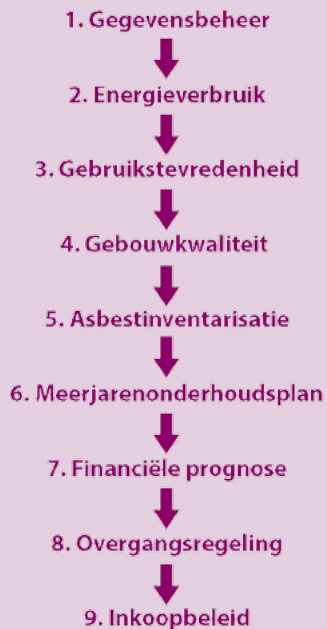 1. Gegevensbeheer
2. Energieverbruik
3. Gebruikstevredenheid
4. Gebouwkwaliteit
5. Asbestinventarisatie
6. Meerjarenonderhoudsplan
7. Financiële prognose
8. Overgangsregeling
9. Inkoopbeleid